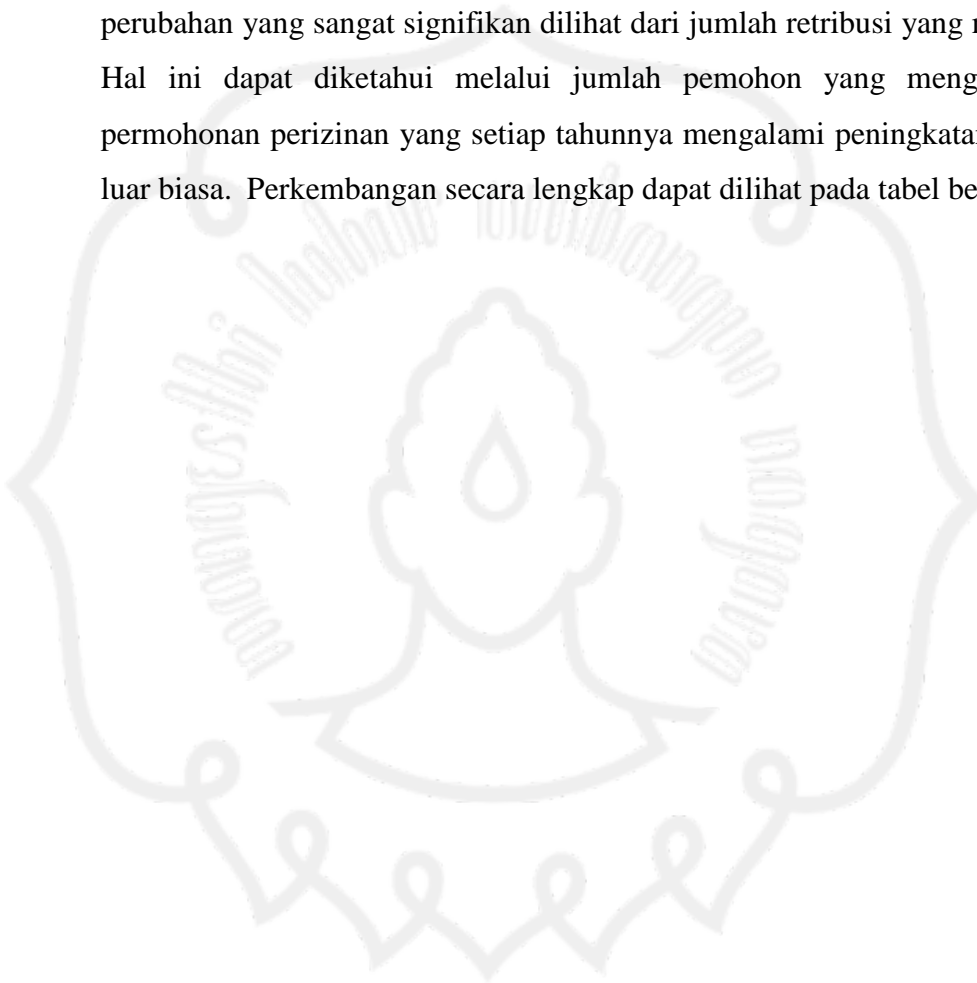 perubahan yang sangat signifikan dilihat dari jumlah retribusi yang
Hal ini dapat diketahui melalui jumlah pemohon yang
permohonan perizinan yang setiap tahunnya mengalami
luar biasa. Perkembangan secara lengkap dapat dilihat pada tabel